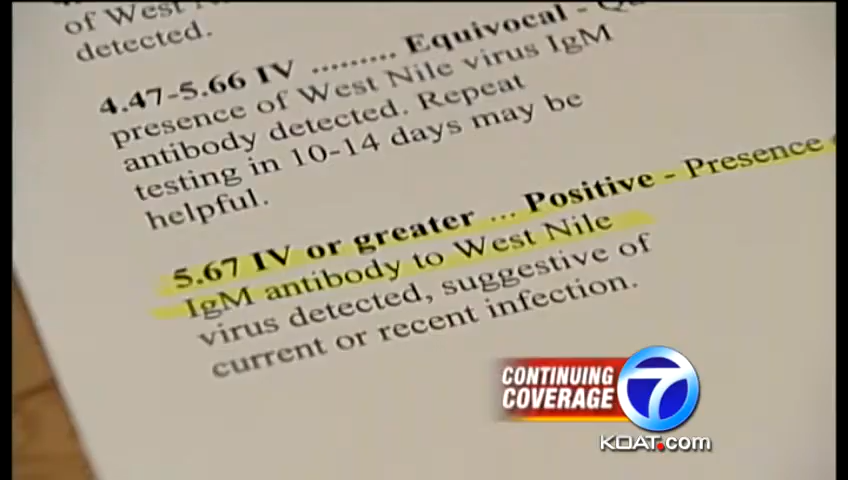 of West
detected.
4.47-5.66 IV ......... Equivocal -
presence of West Nile virus IgM
antibody detected. Repeat
testing in 10-14 days may be
helpful.
5.67 IV or greater ... Positive - Presence
IgM antibody to West Nile
virus detected, suggestive of
current or recent infection.
CONTINUING
COVERAGE
7
KOAT.com